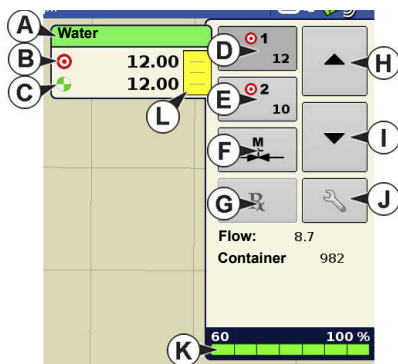 A
Water
B
12.00
C
12.00
L
D
1
12
E
2
10
F
M
G
Rx
H
I
J
Flow: 8.7
Container 982
60 100 %
K